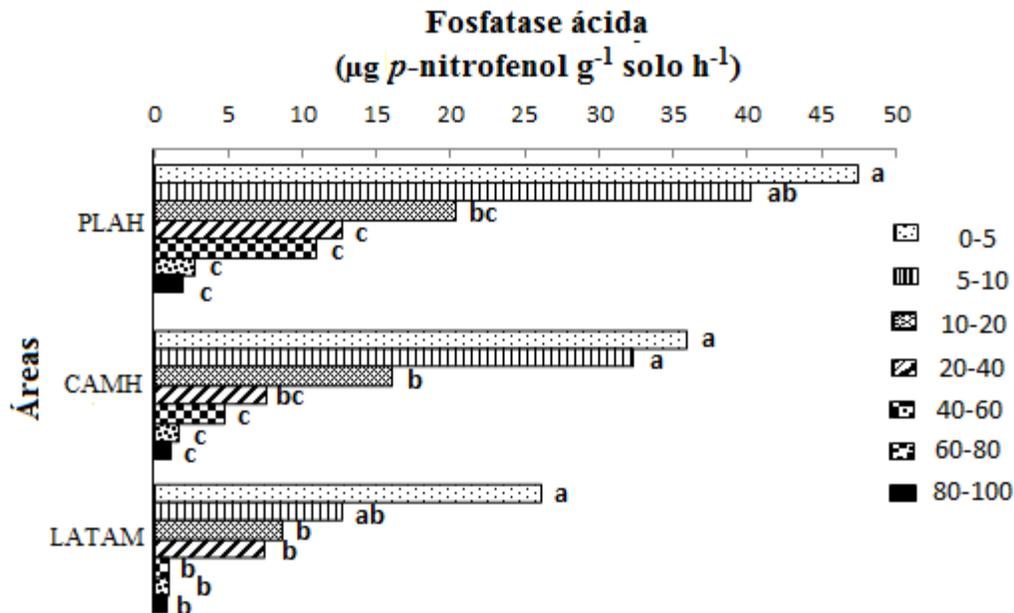 Fosfatase ácida
(µg p-nitrofenol g⁻¹ solo h⁻¹)
0 5 10 15 20 25 30 35 40 45 50
a
ab
PLAH
bc
c
c
c
c
0-5
5-10
10-20
20-40
40-60
60-80
80-100
Áreas
a
a
CAMH
b
bc
c
c
c
a
ab
LATAM
b
b
b
b
b